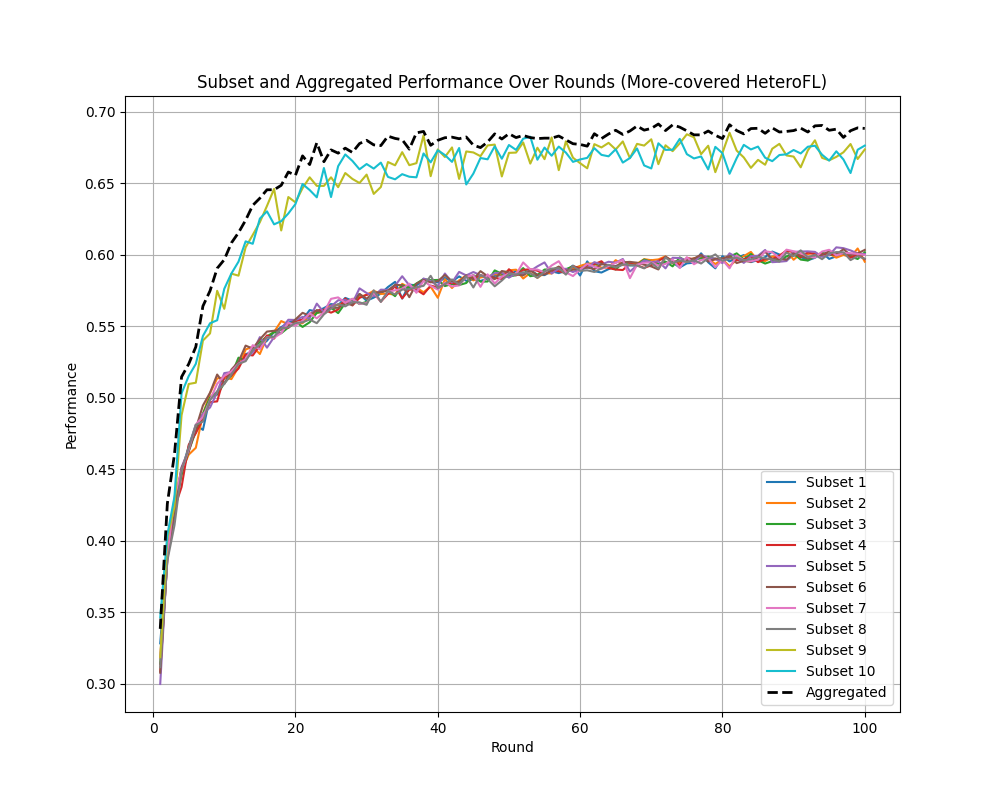 Subset and Aggregated Performance Over Rounds (More-covered HeteroFL)
0.70
0.65
0.60
0.55
0.50
0.45
0.40
0.35
0.30
Performance
0
20
40
60
80
100
Round
Subset 1
Subset 2
Subset 3
Subset 4
Subset 5
Subset 6
Subset 7
Subset 8
Subset 9
Subset 10
Aggregated